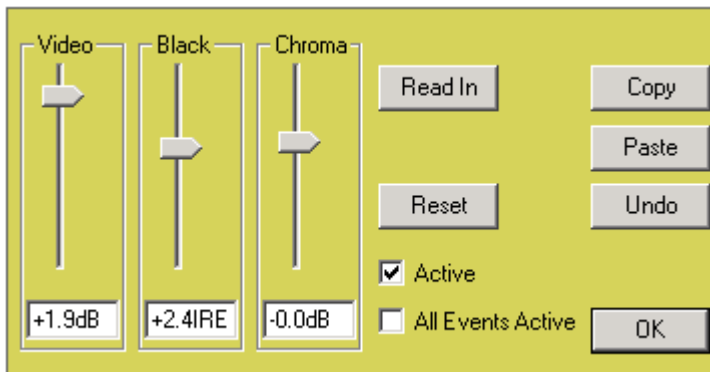 Video
Black
Chroma
Read In
Copy
Paste
Reset
Undo
Active
+1.9dB
+2.4IRE
-0.0dB
All Events Active
OK